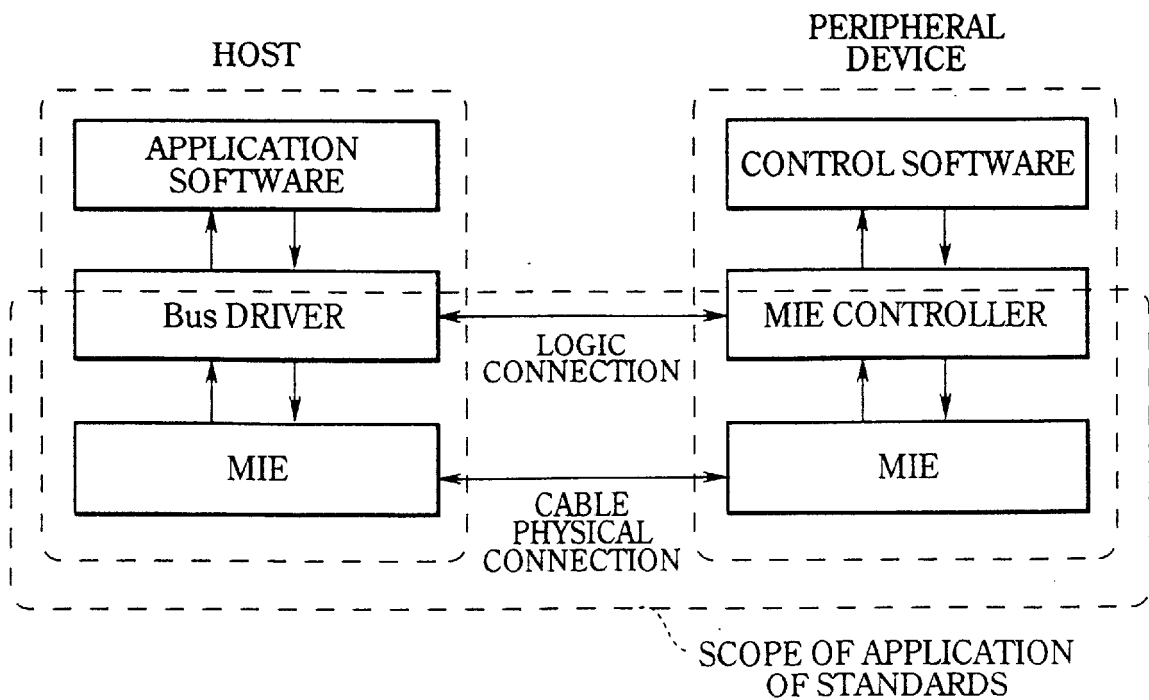 HOST
PERIPHERAL
DEVICE
APPLICATION
SOFTWARE
CONTROL SOFTWARE
Bus DRIVER
MIE CONTROLLER
LOGIC
CONNECTION
MIE
MIE
CABLE
PHYSICAL
CONNECTION
SCOPE OF APPLICATION
OF STANDARDS